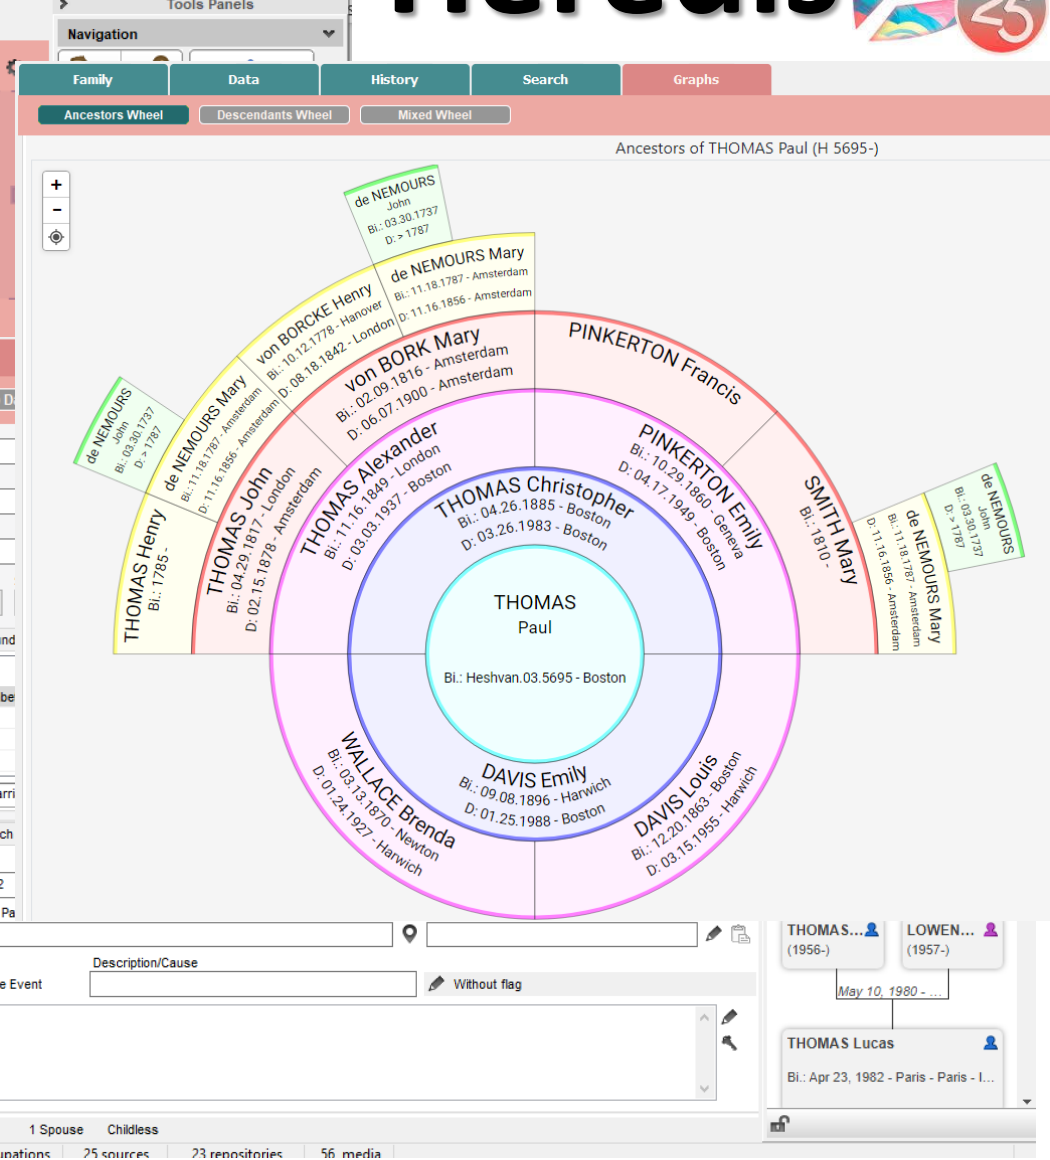 Tools Panels
Heredis
25
Navigation
Family
Data
History
Search
Graphs
Ancestors Wheel
Descendants Wheel
Mixed Wheel
Ancestors of THOMAS Paul (H 5695-)
+
-
de NEMOURS
John
Bi.: 03.30.1737
D: > 1787
de NEMOURS Mary
Bi.: 11.18.1787 - Amsterdam
D: 11.16.1856 - Amsterdam
von BORCKE Henry
Bi.: 10.12.1778 - Hanover
D: 08.18.1842 - London
von BORK Mary
Bi.: 02.09.1816 - Amsterdam
D: 06.07.1900 - Amsterdam
PINKERTON Francis
de NEMOURS
John
Bi.: 03.30.1737
D: > 1787
de NEMOURS Mary
Bi.: 11.18.1787 - Amsterdam
D: 11.16.1856 - Amsterdam
THOMAS Henry
Bi.: 1785 -
THOMAS John
Bi.: 04.29.1817 - London
D: 02.15.1878 - Amsterdam
THOMAS Alexander
Bi.: 11.16.1849 - London
D: 03.03.1937 - Boston
PINKERTON Emily
Bi.: 10.29.1860 - Geneva
D: 04.17.1949 - Boston
SMITH Mary
Bi.: 1810 -
de NEMOURS Mary
Bi.: 11.18.1787 - Amsterdam
D: 11.16.1856 - Amsterdam
de NEMOURS
John
Bi.: 03.30.1737
D: > 1787
THOMAS Christopher
Bi.: 04.26.1885 - Boston
D: 03.26.1983 - Boston
THOMAS
Paul
Bi.: Heshvan.03.5695 - Boston
DAVIS Emily
Bi.: 09.08.1896 - Harwich
D: 01.25.1988 - Boston
WALLACE Brenda
Bi.: 03.13.1870 - Newton
D: 01.24.1927 - Harwich
DAVIS Louis
Bi.: 12.20.1863 - Boston
D: 03.15.1955 - Harwich
THOMAS...
(1956-)
LOWEN...
(1957-)
Description/Cause
e Event
Without flag
May 10, 1980 - ...
THOMAS Lucas
Bi.: Apr 23, 1982 - Paris - Paris - I...
1 Spouse
Childless
upations
25 sources
23 repositories
56 media